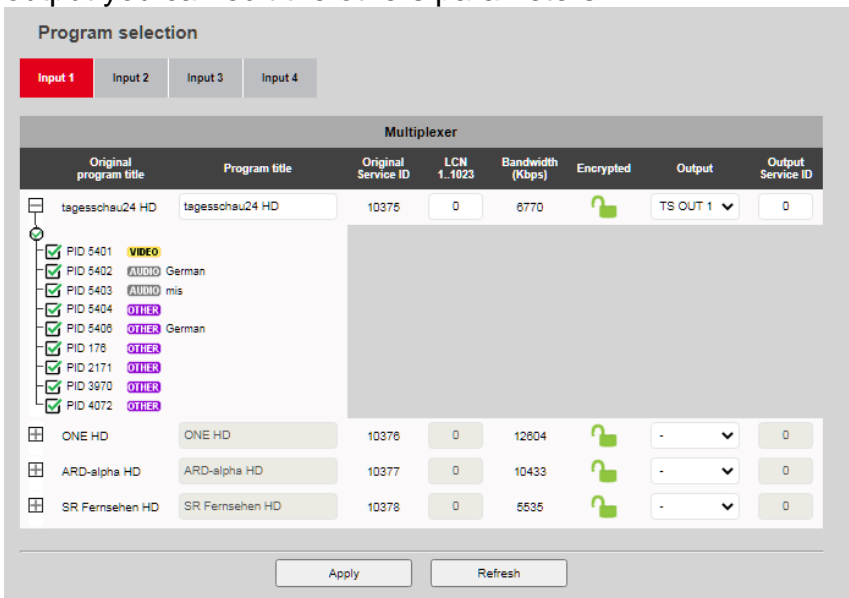 Program selection
Input 1 Input 2 Input 3 Input 4
Multiplexer
Original program title Program title Original Service ID LCN 1..1023 Bandwidth (Kbps) Encrypted Output Output Service ID
tagesschau24 HD tagesschau24 HD 10375 0 6770 TS OUT 1 0
PID 5401 VIDEO
PID 5402 AUDIO German
PID 5403 AUDIO mis
PID 5404 OTHER
PID 5406 OTHER German
PID 176 OTHER
PID 2171 OTHER
PID 3970 OTHER
PID 4072 OTHER
ONE HD ONE HD 10376 0 12604 - 0
ARD-alpha HD ARD-alpha HD 10377 0 10433 - 0
SR Fernsehen HD SR Fernsehen HD 10378 0 5535 - 0
Apply Refresh